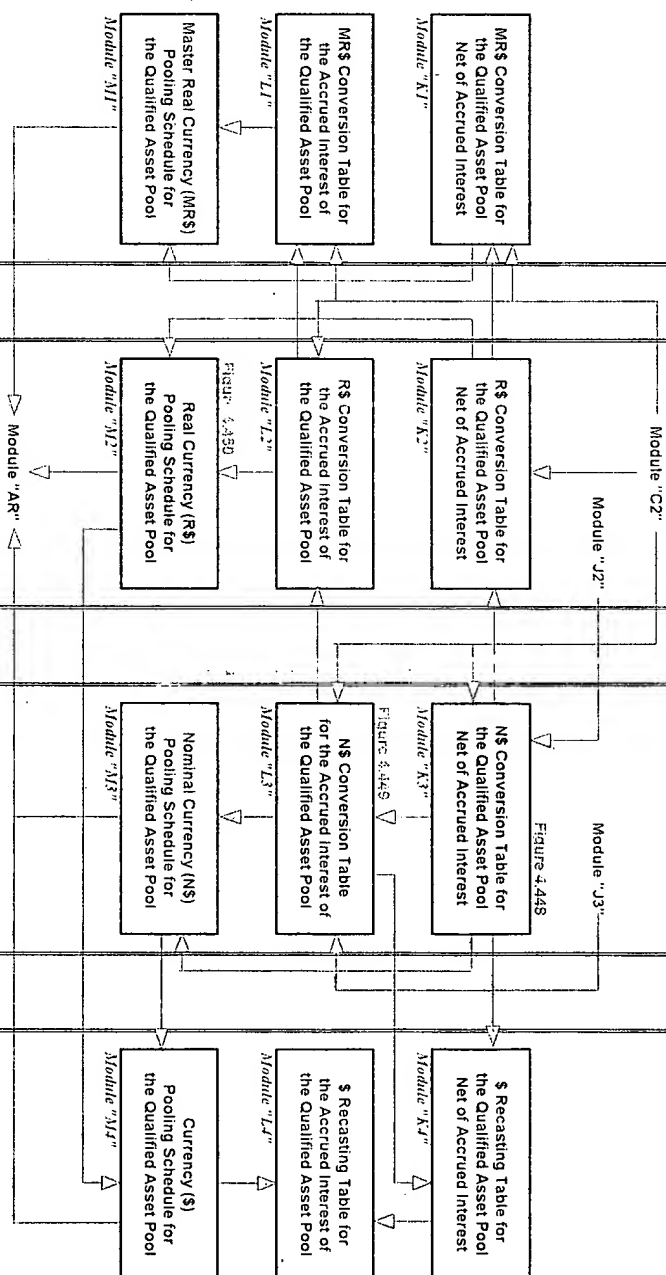 Module "C2"
Module "J2"
Module "J3"
MR$ Conversion Table for
the Qualified Asset Pool
Net of Accrued Interest
Module "K1"
R$ Conversion Table for
the Qualified Asset Pool
Net of Accrued Interest
Module "K2"
Figure 4.448
N$ Conversion Table for
the Qualified Asset Pool
Net of Accrued Interest
Module "K3"
$ Recasting Table for
the Qualified Asset Pool
Net of Accrued Interest
Module "K4"
MR$ Conversion Table for
the Accrued Interest of
the Qualified Asset Pool
Module "L1"
R$ Conversion Table for
the Accrued Interest of
the Qualified Asset Pool
Module "L2"
Figure 4.449
N$ Conversion Table
for the Accrued Interest of
the Qualified Asset Pool
Module "L3"
$ Recasting Table for
the Accrued Interest of
the Qualified Asset Pool
Module "L4"
Master Real Currency (MR$)
Pooling Schedule for
the Qualified Asset Pool
Module "M1"
Figure 4.450
Real Currency (R$)
Pooling Schedule for
the Qualified Asset Pool
Module "M2"
Nominal Currency (N$)
Pooling Schedule for
the Qualified Asset Pool
Module "M3"
Currency ($)
Pooling Schedule for
the Qualified Asset Pool
Module "M4"
Module "AR"